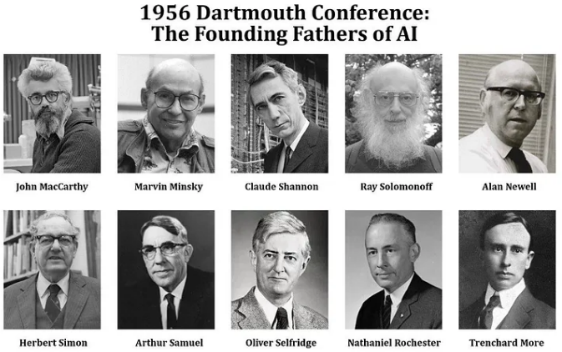 1956 Dartmouth Conference:
The Founding Fathers of AI
John MacCarthy
Marvin Minsky
Claude Shannon
Ray Solomonoff
Alan Newell
Herbert Simon
Arthur Samuel
Oliver Selfridge
Nathaniel Rochester
Trenchard More